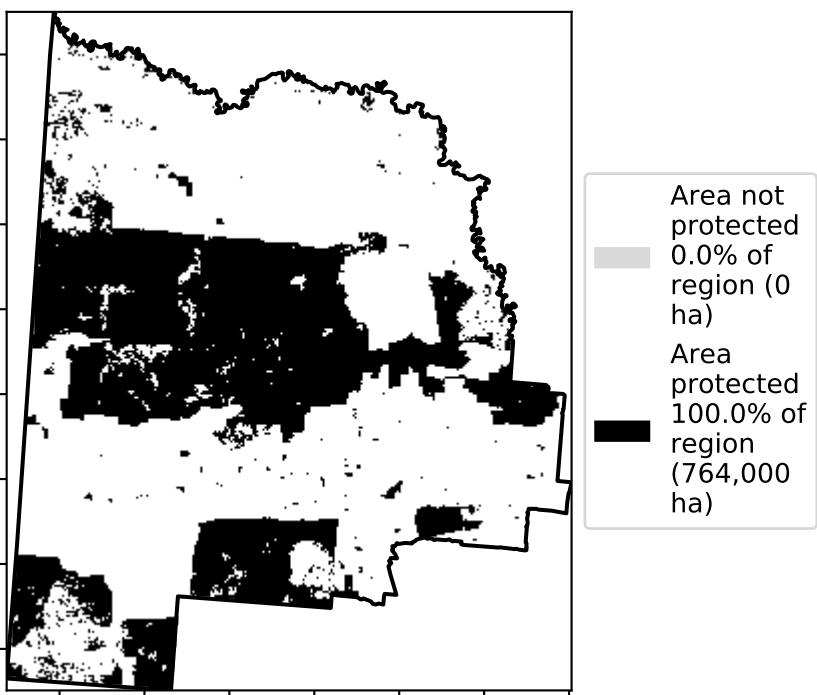 Area not
protected
0.0% of
region (0
ha)
Area
protected
100.0% of
region
(764,000
ha)